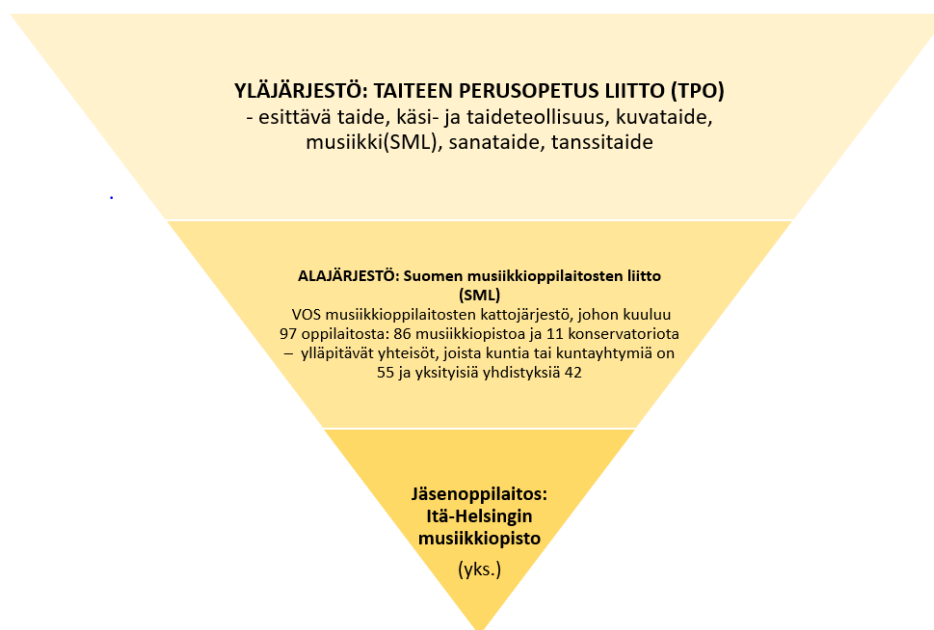 YLÄJÄRJESTÖ: TAITEEN PERUSOPETUS LIITTO (TPO)
- esittävä taide, käsi- ja taideteollisuus, kuvataide,
musiikki(SML), sanataide, tanssitaide
ALAJÄRJESTÖ: Suomen musiikkioppilaitosten liitto
(SML)
VOS musiikkioppilaitosten kattojärjestö, johon kuuluu
97 oppilaitosta: 86 musiikkiopistoa ja 11 konservatoriota
– ylläpitävät yhteisöt, joista kuntia tai kuntayhtymiä on
55 ja yksityisiä yhdistyksiä 42
Jäsenoppilaitos:
Itä-Helsingin
musiikkiopisto
(yks.)